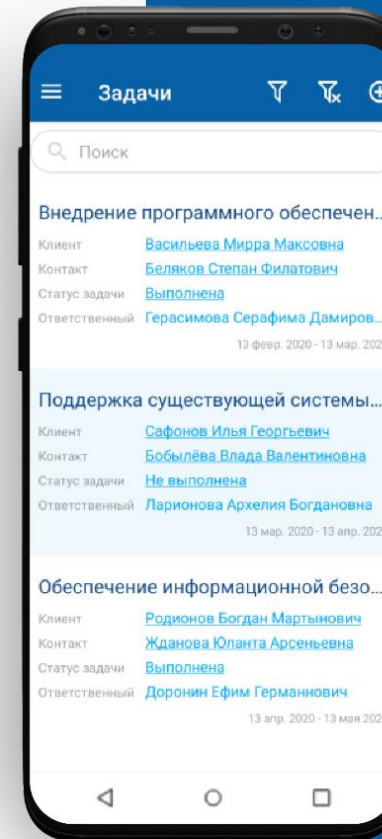 Задачи
Поиск
Внедрение программного обеспечен...
Клиент Васильева Мирра Максовна
Контакт Беляков Степан Филатович
Статус задачи Выполнена
Ответственный Герасимова Серафима Дамиров...
13 февр. 2020 - 13 мар. 202
Поддержка существующей системы...
Клиент Сафонов Илья Георгьевич
Контакт Бобылёва Влада Валентиновна
Статус задачи Не выполнена
Ответственный Ларионова Архелия Богдановна
13 мар. 2020 - 13 апр. 202
Обеспечение информационной безо...
Клиент Родионов Богдан Мартынович
Контакт Жданова Юланта Арсеньевна
Статус задачи Выполнена
Ответственный Доронин Ефим Германнович
13 апр. 2020 - 13 мая 202